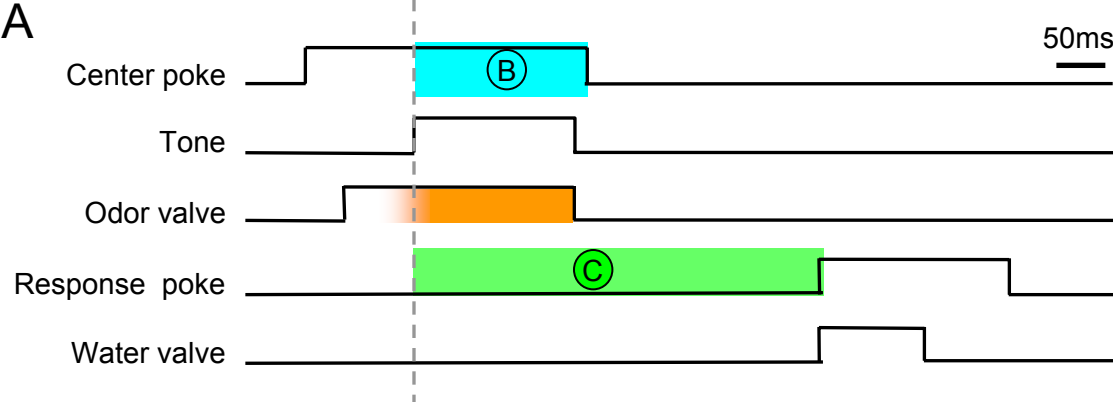 A
50ms
Center poke
B
Tone
Odor valve
Response poke
C
Water valve